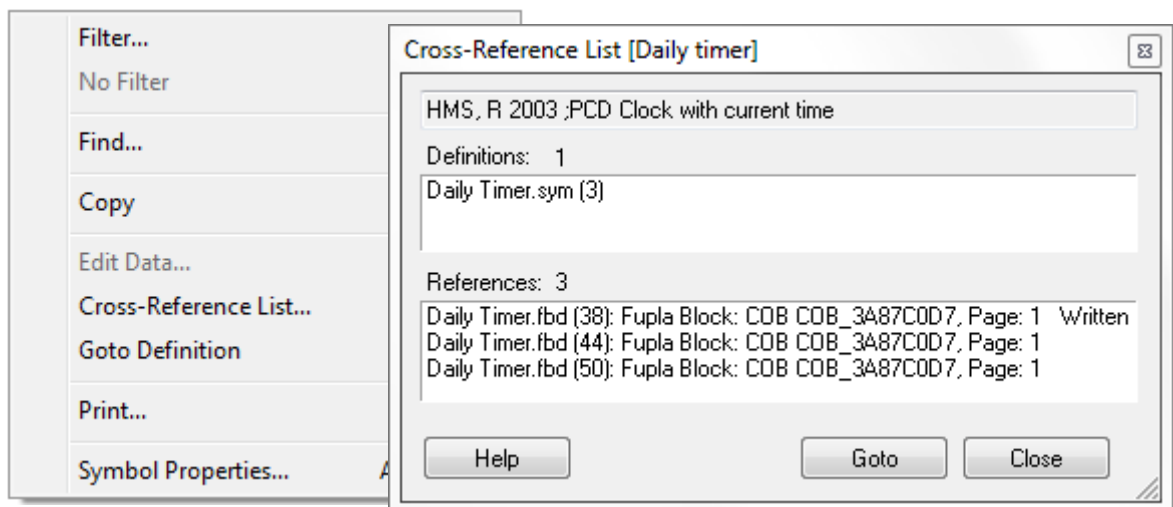 Filter...
No Filter
Find...
Copy
Edit Data...
Cross-Reference List...
Goto Definition
Print...
Symbol Properties...
Cross-Reference List [Daily timer]
HMS, R 2003 ;PCD Clock with current time
Definitions: 1
Daily Timer.sym (3)
References: 3
Daily Timer.fbd (38): Fupla Block: COB COB_3A87C0D7, Page: 1 Written
Daily Timer.fbd (44): Fupla Block: COB COB_3A87C0D7, Page: 1
Daily Timer.fbd (50): Fupla Block: COB COB_3A87C0D7, Page: 1
Help
Goto
Close